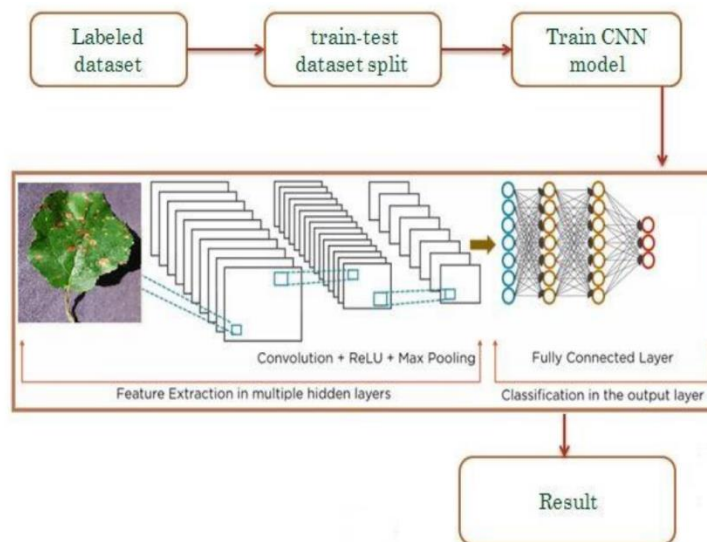 Labeled
dataset
train-test
dataset split
Train CNN
model
Convolution + ReLU + Max Pooling
Fully Connected Layer
Feature Extraction in multiple hidden layers
Classification in the output layer
Result